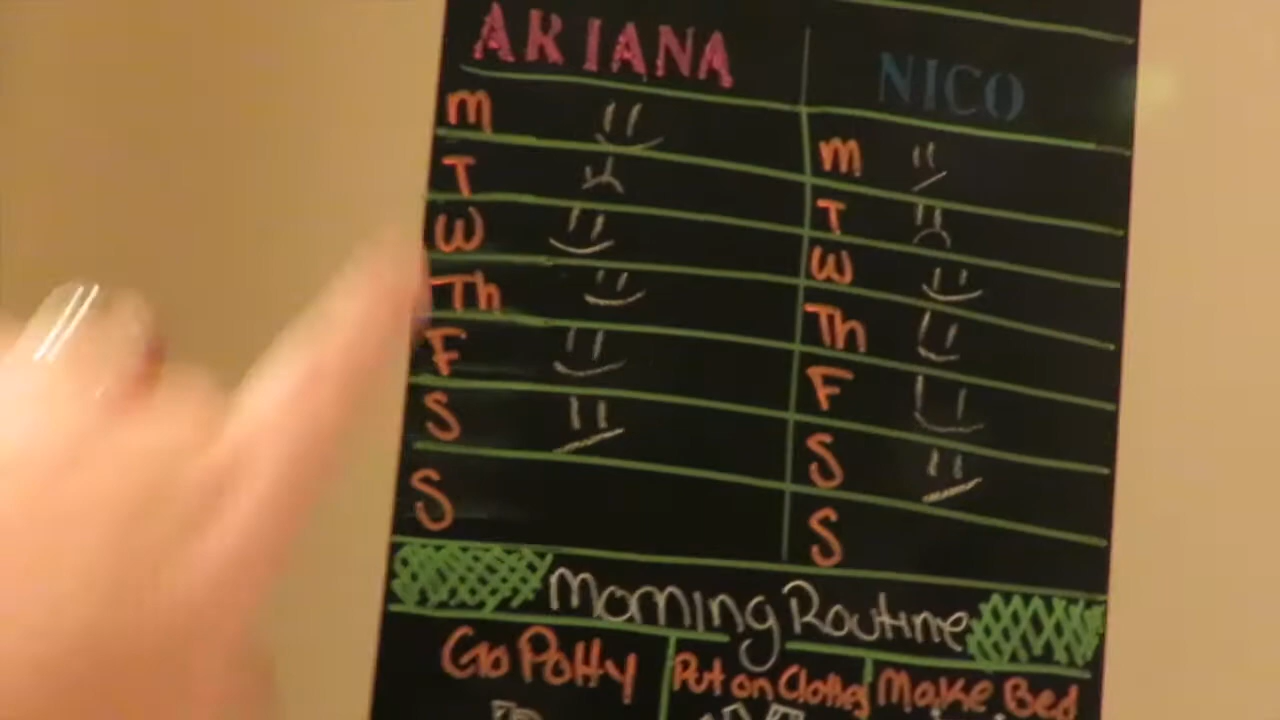 ARIANA NICO
M M
T T
W W
Th Th
F F
S S
S S
Morning Routine
Go Potty Put on Clothes Make Bed